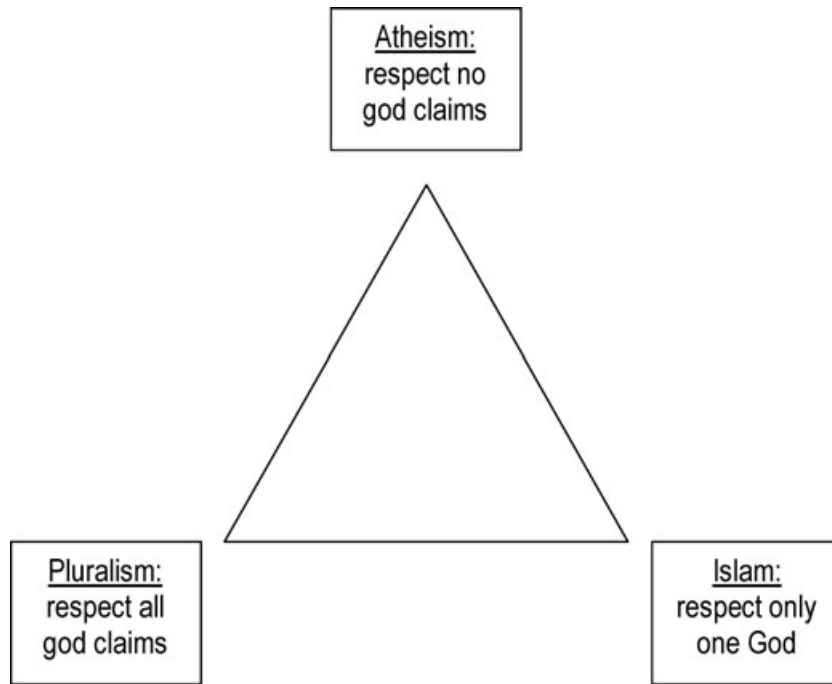 Atheism:
respect no
god claims
Pluralism:
respect all
god claims
Islam:
respect only
one God